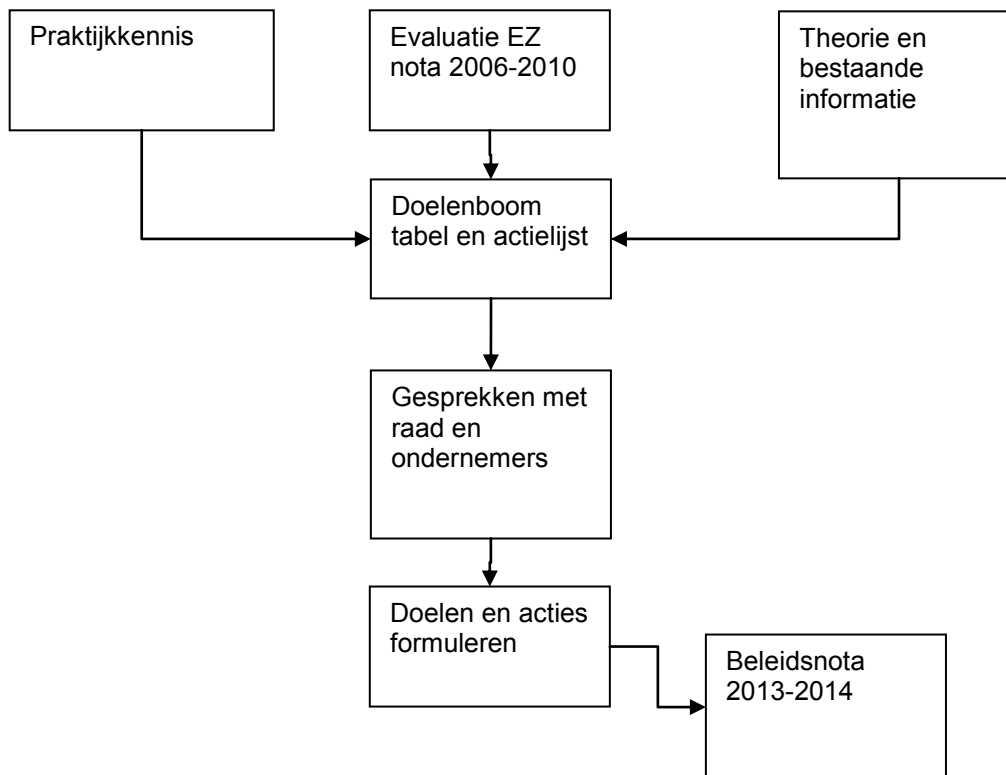 Praktijkkennis
Evaluatie EZ
nota 2006-2010
Theorie en
bestaande
informatie
Doelenboom
tabel en actielijst
Gesprekken met
raad en
ondernemers
Doelen en acties
formuleren
Beleidsnota
2013-2014